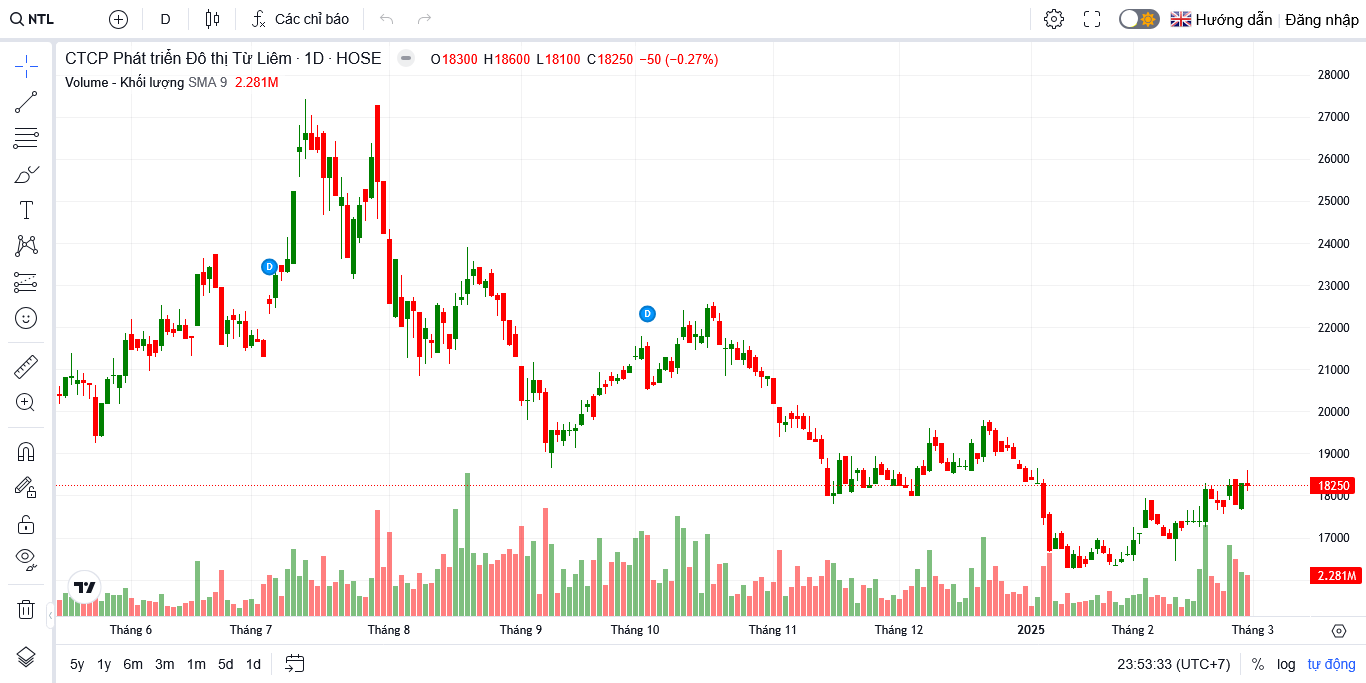 NTL D Các chỉ báo Hướng dẫn Đăng nhập
CTCP Phát triển Đô thị Từ Liêm · 1D · HOSE O18300 H18600 L18100 C18250 −50 (−0.27%)
Volume - Khối lượng SMA 9 2.281M
28000
27000
26000
25000
24000
23000
D
22000
D
21000
20000
19000
18250
18000
17000
2.281M
Tháng 6 Tháng 7 Tháng 8 Tháng 9 Tháng 10 Tháng 11 Tháng 12 2025 Tháng 2 Tháng 3
5y 1y 6m 3m 1m 5d 1d 23:53:33 (UTC+7) % log tự động